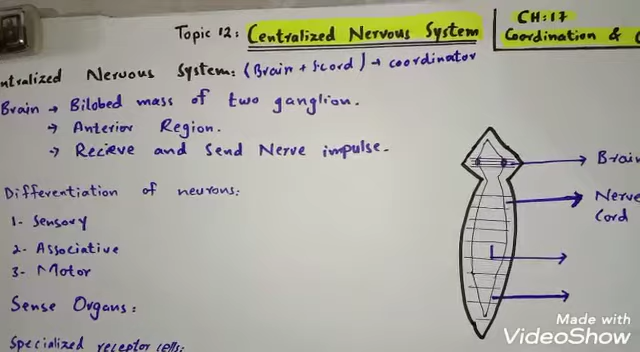 Topic 12: Centralized Nervous System
CH:17
Coordination &
ntralized Nervous System: (Brain + Scord) → coordinator
Brain → Bilobed mass of two ganglion.
→ Anterior Region.
→ Recieve and Send Nerve impulse.
Differentiation of neurons:
1- Sensory
2- Associative
3- Motor
Sense Organs:
Specialized receptor cells:
Brain
Nerve
Cord
Made with
VideoShow